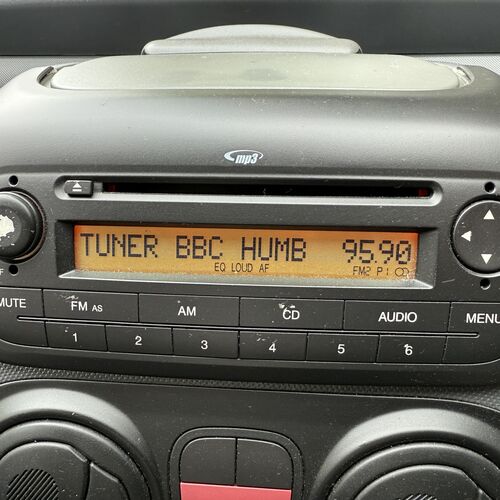 mp3
TUNER BBC HUMB 95.90
EQ LOUD AF FM2 P1
MUTE FM AS AM CD AUDIO MENU
1 2 3 4 5 6